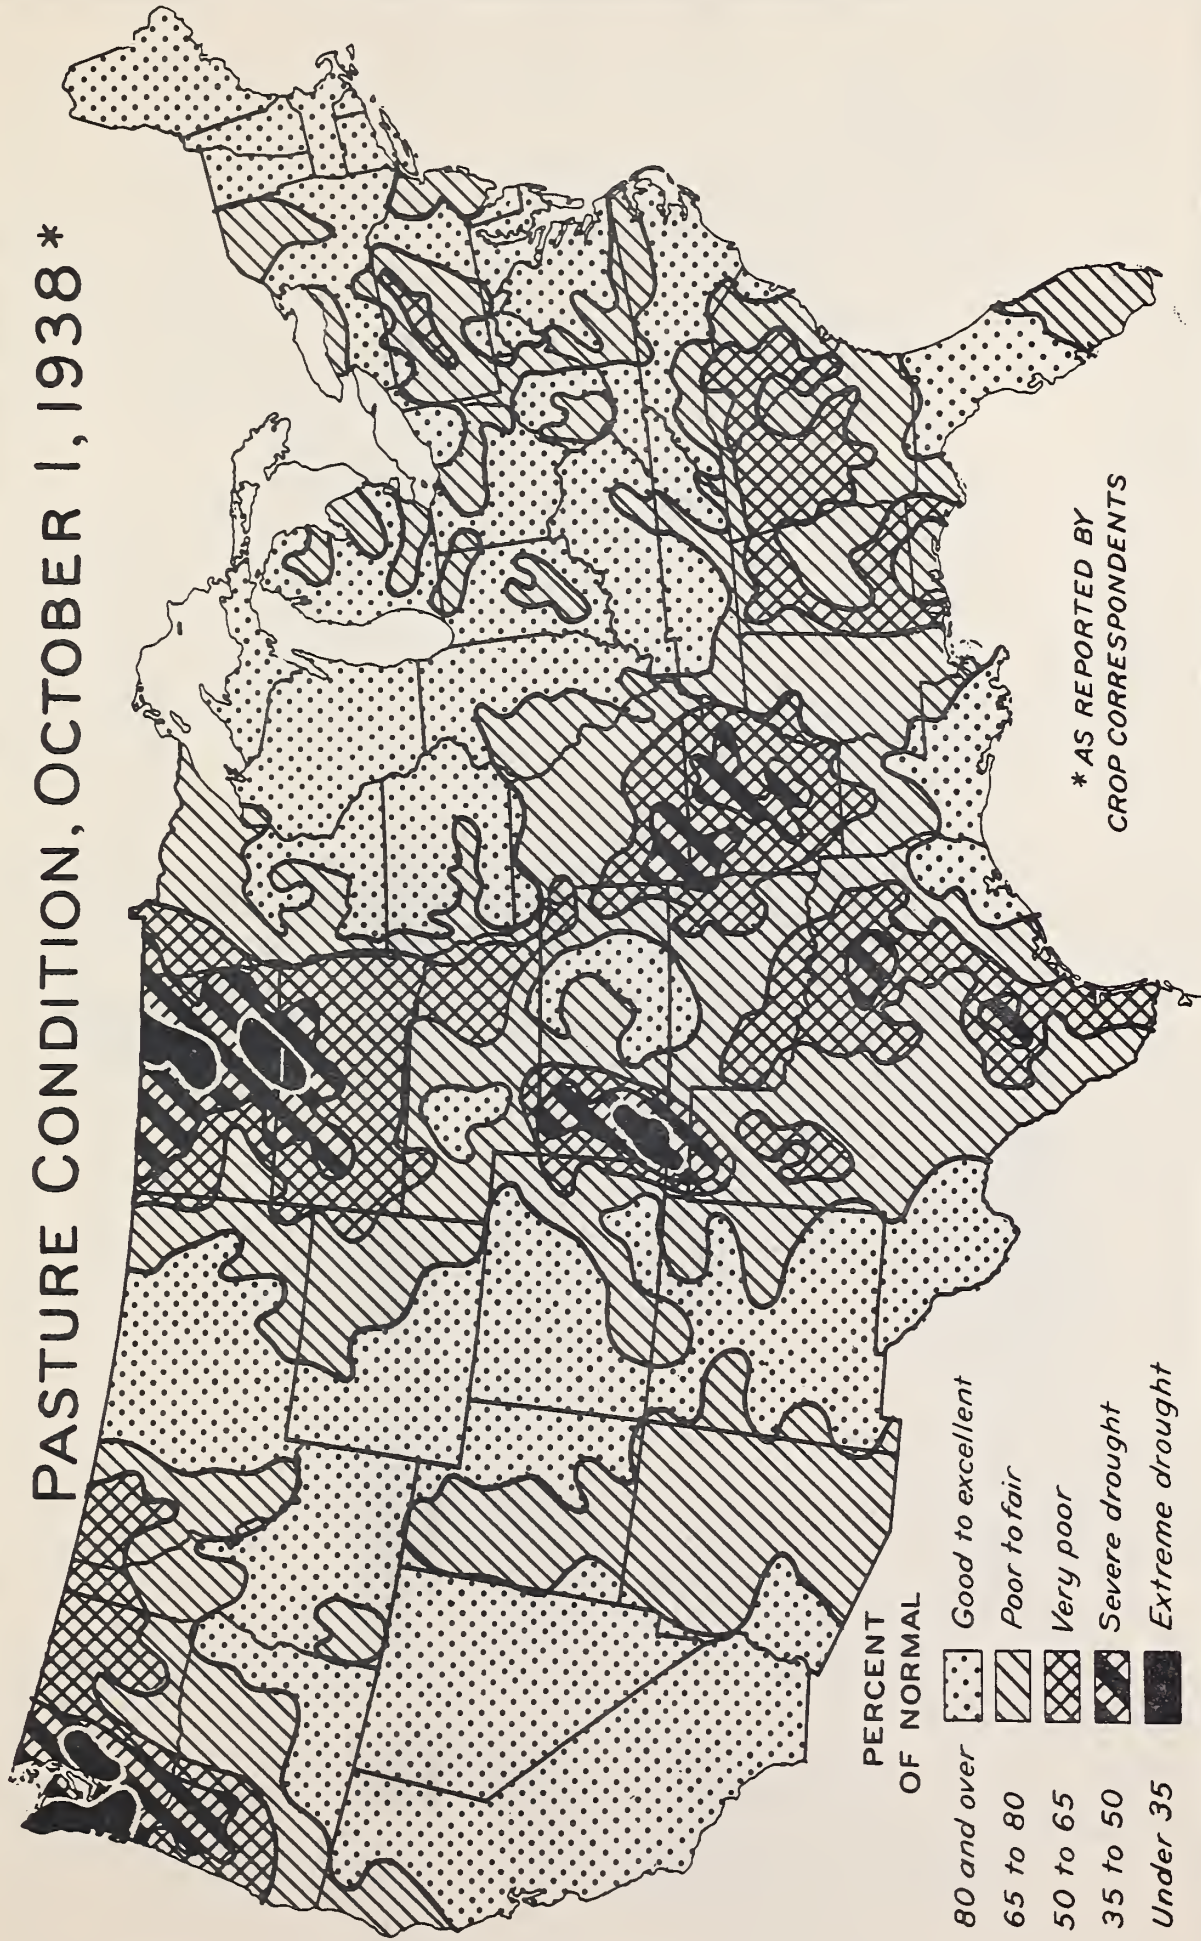 PASTURE CONDITION, OCTOBER 1, 1938 *
* AS REPORTED BY
CROP CORRESPONDENTS
PERCENT
OF NORMAL
80 and over Good to excellent
65 to 80 Poor to fair
50 to 65 Very poor
35 to 50 Severe drought
Under 35 Extreme drought